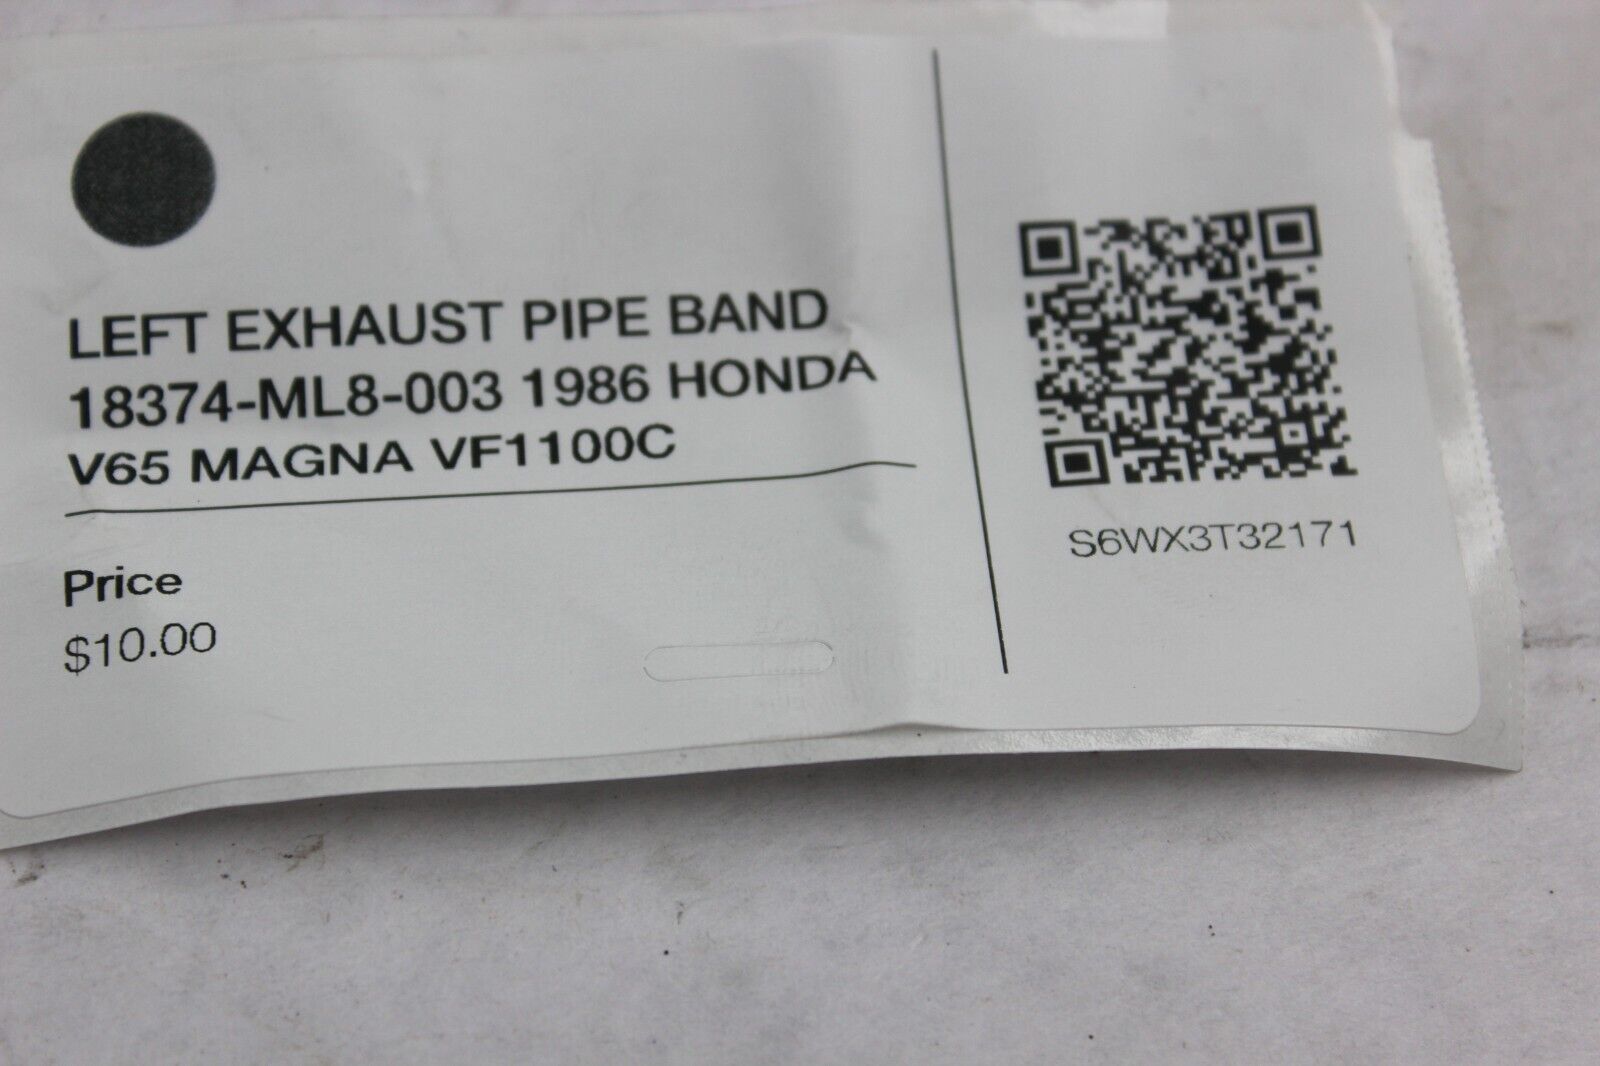 LEFT EXHAUST PIPE BAND
18374-ML8-003 1986 HONDA
V65 MAGNA VF1100C
Price
$10.00
S6WX3T32171